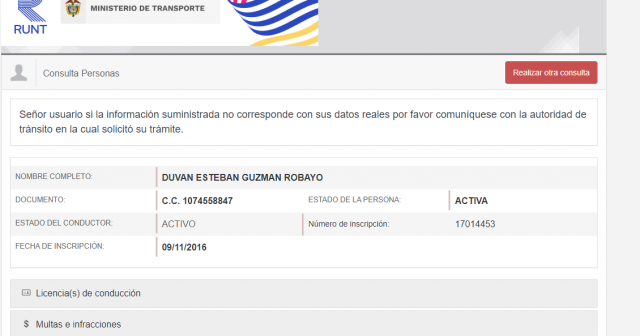 RUNT
MINISTERIO DE TRANSPORTE
Consulta Personas
Realizar otra consulta
Señor usuario si la información suministrada no corresponde con sus datos reales por favor comuníquese con la autoridad de
tránsito en la cual solicitó su trámite.
NOMBRE COMPLETO: DUVAN ESTEBAN GUZMAN ROBAYO
DOCUMENTO: C.C. 1074558847 ESTADO DE LA PERSONA: ACTIVA
ESTADO DEL CONDUCTOR: ACTIVO Número de inscripción: 17014453
FECHA DE INSCRIPCIÓN: 09/11/2016
Licencia(s) de conducción
$ Multas e infracciones